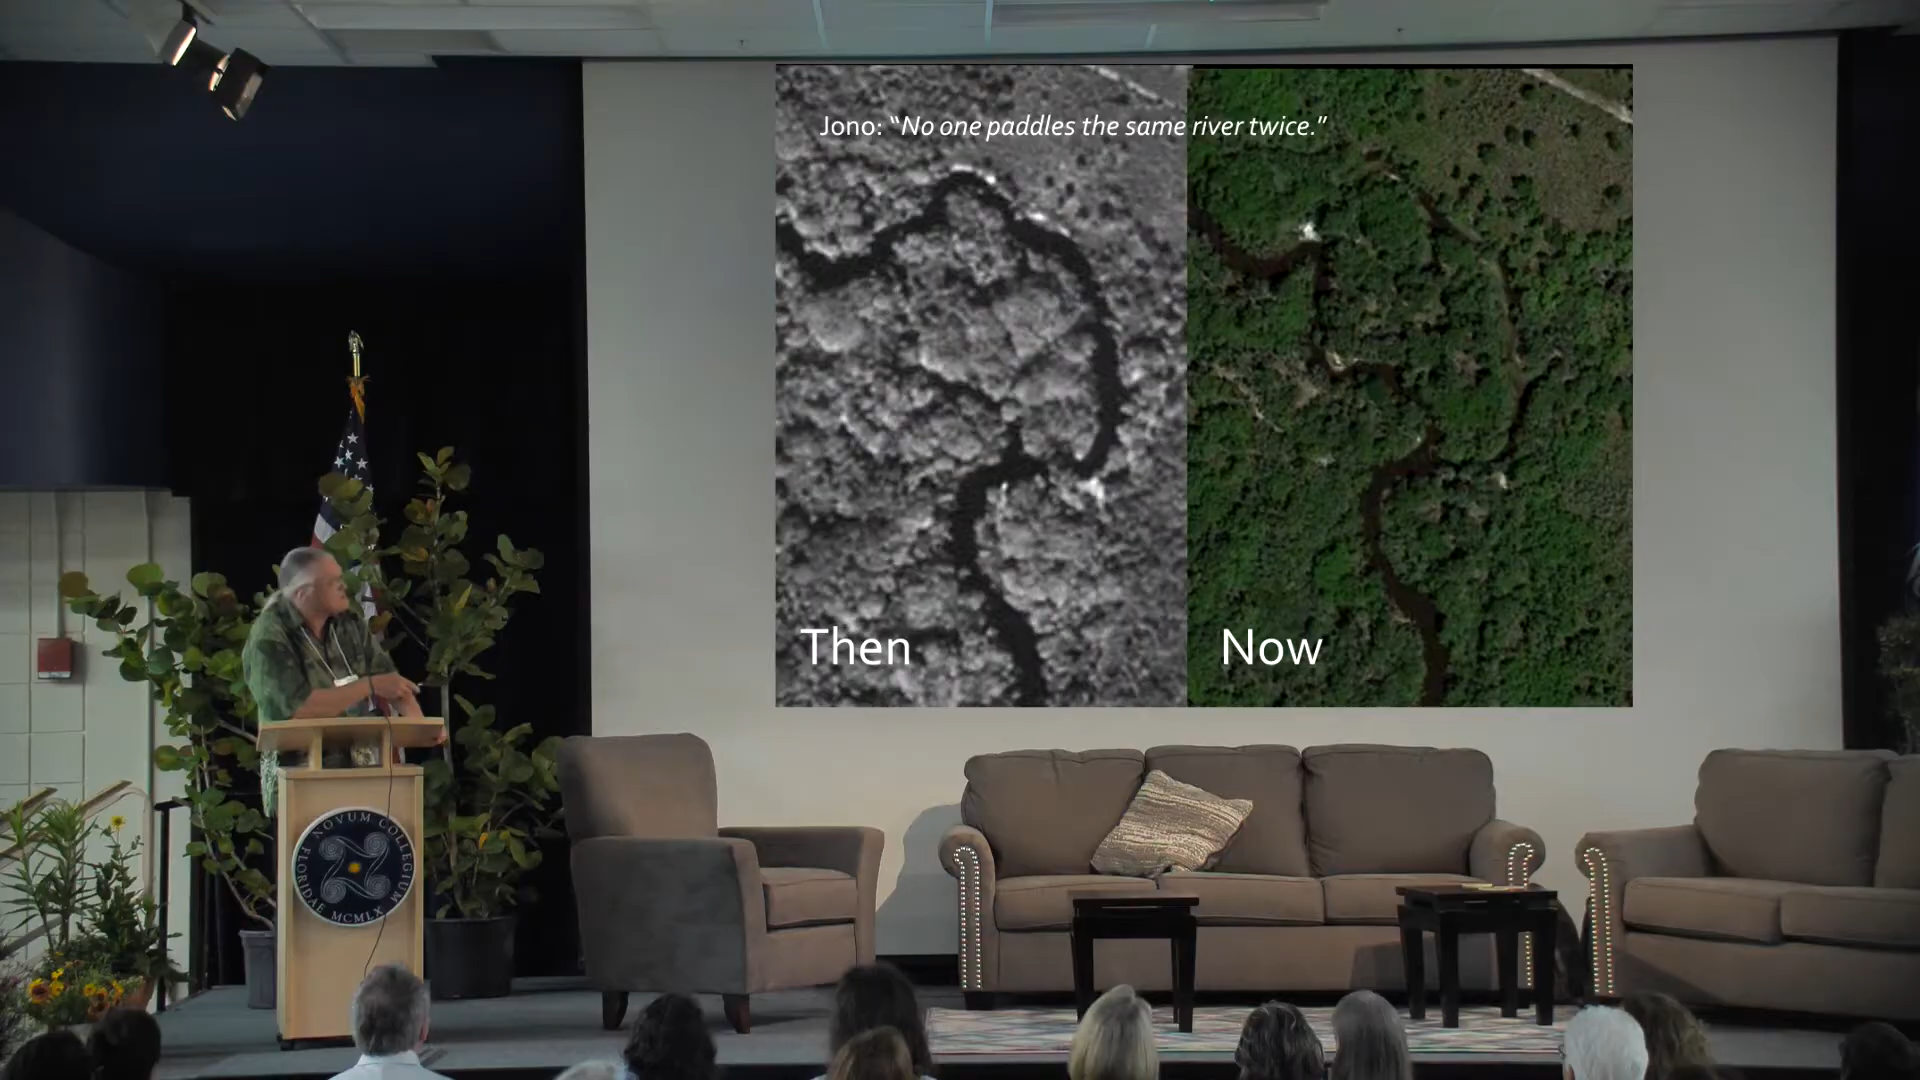 Jono: “No one paddles the same river twice.”
Then
Now
NOVUM COLLEGIUM
FLORIDAE MCMLX